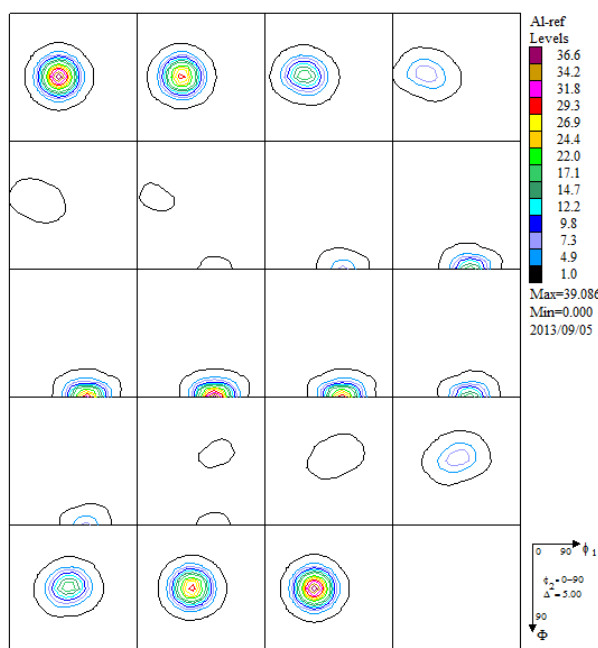 Al-ref
Levels
36.6
34.2
31.8
29.3
26.9
24.4
22.0
17.1
14.7
12.2
9.8
7.3
4.9
1.0
Max=39.086
Min=0.000
2013/09/05
0 90 ϕ1
ϕ2=0-90
Δ=5.00
90
Φ